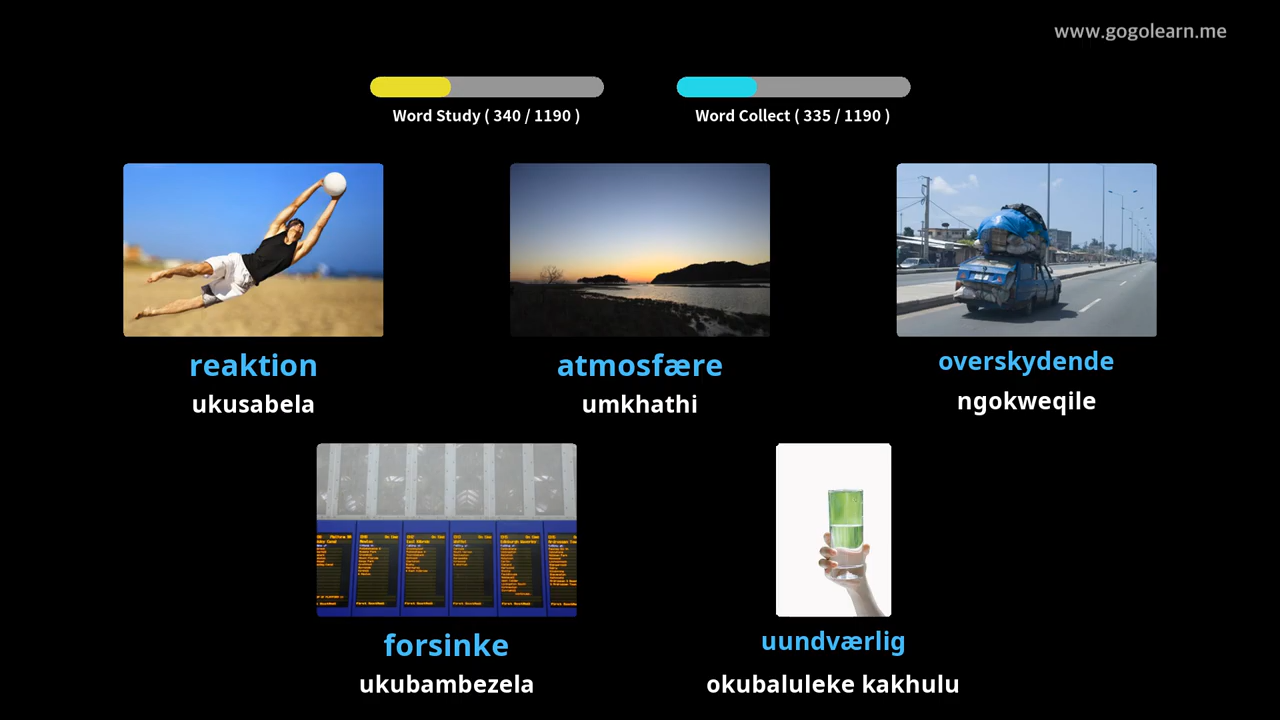 www.gogolearn.me
Word Study ( 340 / 1190 )
Word Collect ( 335 / 1190 )
reaktion
ukusabela
atmosfære
umkhathi
overskydende
ngokweqile
forsinke
ukubambezela
uundværlig
okubaluleke kakhulu